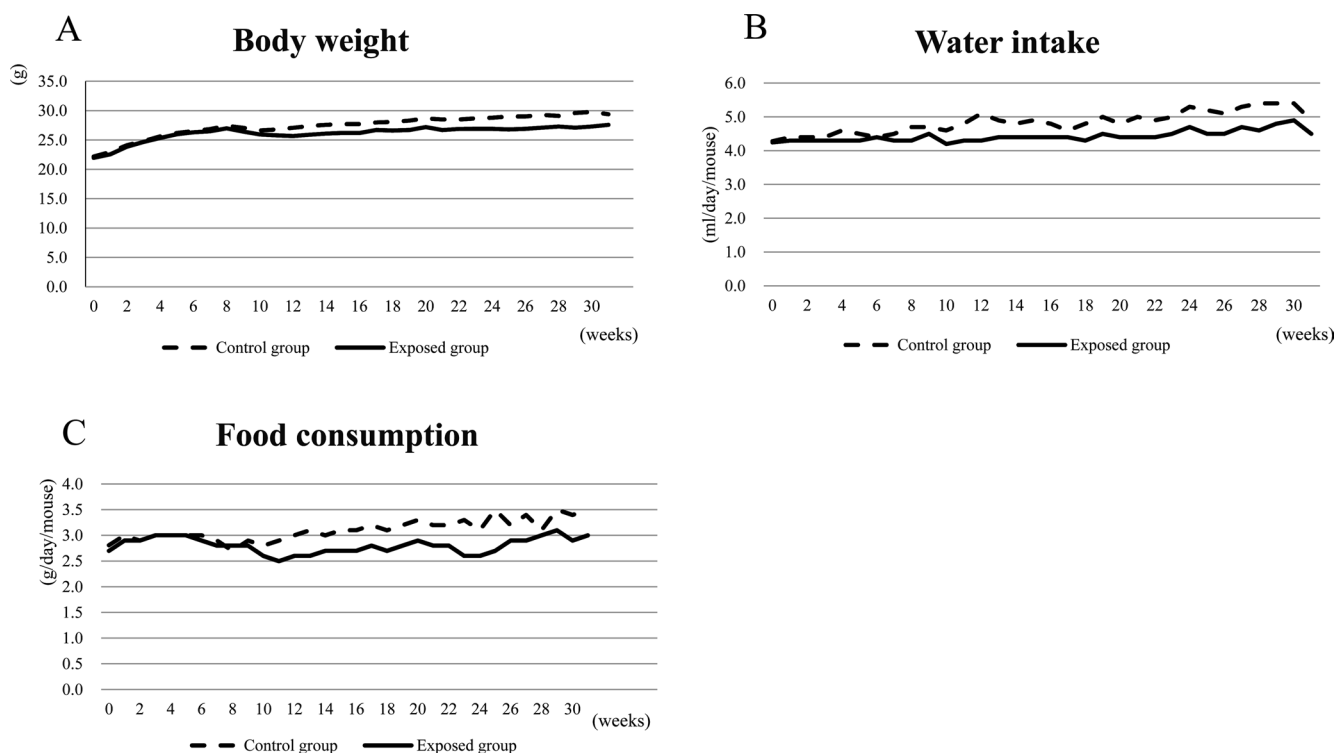 A
Body weight
(g)
35.0
30.0
25.0
20.0
15.0
10.0
5.0
0.0
0 2 4 6 8 10 12 14 16 18 20 22 24 26 28 30
(weeks)
Control group Exposed group
B
Water intake
(ml/day/mouse)
6.0
5.0
4.0
3.0
2.0
1.0
0.0
0 2 4 6 8 10 12 14 16 18 20 22 24 26 28 30
(weeks)
Control group Exposed group
C
Food consumption
(g/day/mouse)
4.0
3.5
3.0
2.5
2.0
1.5
1.0
0.5
0.0
0 2 4 6 8 10 12 14 16 18 20 22 24 26 28 30
(weeks)
Control group Exposed group